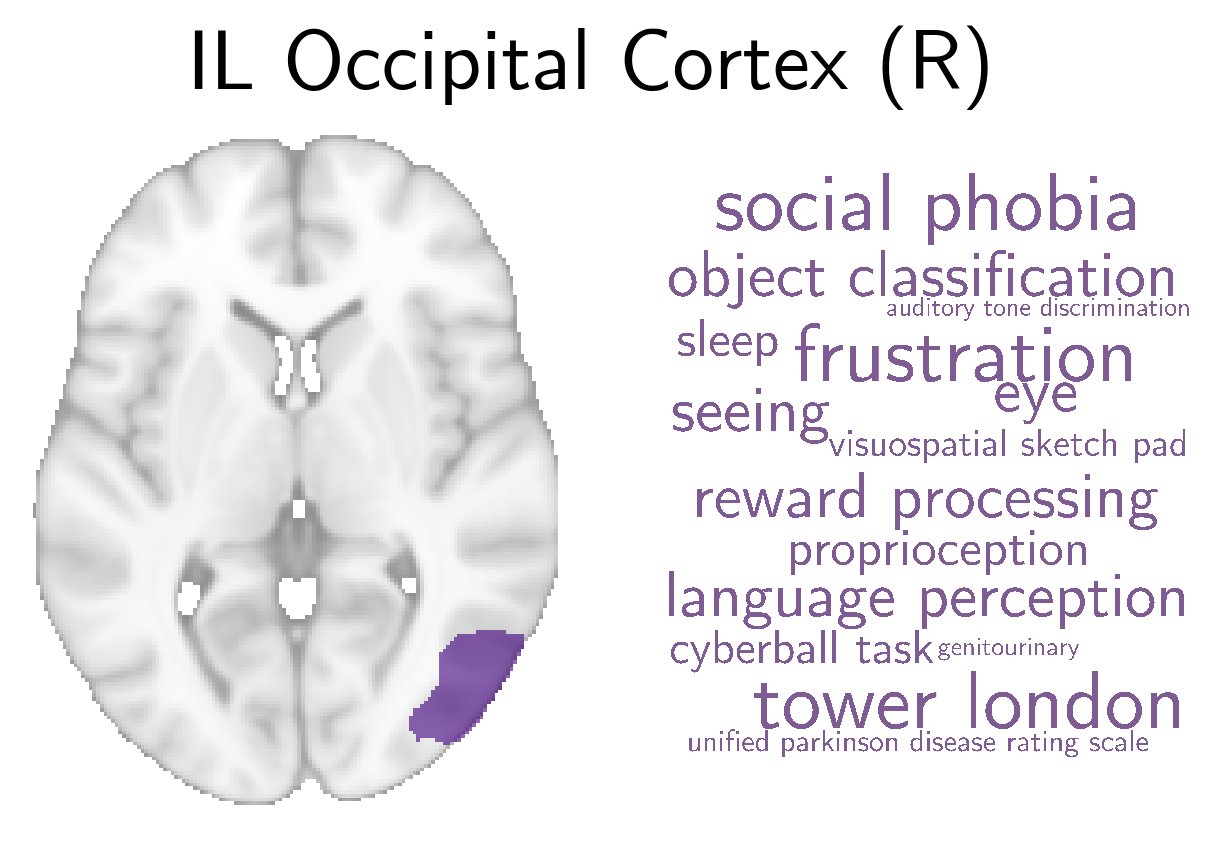 IL Occipital Cortex (R)
social phobia
object classification
auditory tone discrimination
sleep frustration
eye
seeing
visuospatial sketch pad
reward processing
proprioception
language perception
cyberball task genitourinary
tower london
unified parkinson disease rating scale